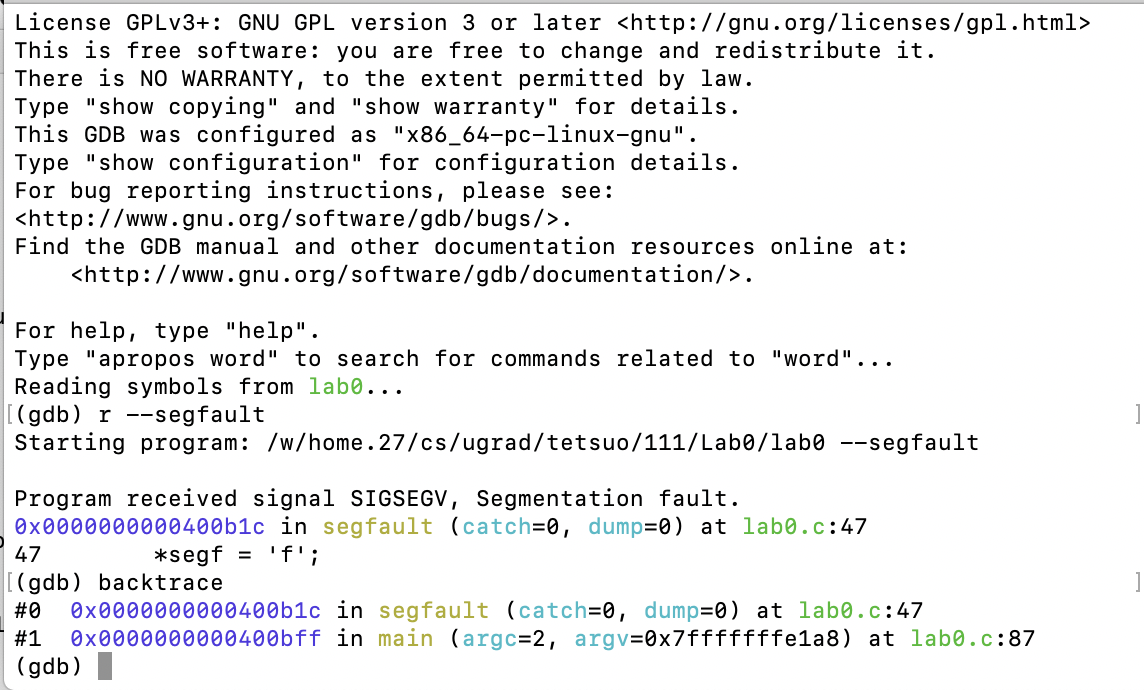 License GPLv3+: GNU GPL version 3 or later <http://gnu.org/licenses/gpl.html>
This is free software: you are free to change and redistribute it.
There is NO WARRANTY, to the extent permitted by law.
Type "show copying" and "show warranty" for details.
This GDB was configured as "x86_64-pc-linux-gnu".
Type "show configuration" for configuration details.
For bug reporting instructions, please see:
<http://www.gnu.org/software/gdb/bugs/>.
Find the GDB manual and other documentation resources online at:
    <http://www.gnu.org/software/gdb/documentation/>.

For help, type "help".
Type "apropos word" to search for commands related to "word"...
Reading symbols from lab0...
[(gdb) r --segfault ]
Starting program: /w/home.27/cs/ugrad/tetsuo/111/Lab0/lab0 --segfault

Program received signal SIGSEGV, Segmentation fault.
0x0000000000400b1c in segfault (catch=0, dump=0) at lab0.c:47
47        *segf = 'f';
[(gdb) backtrace ]
#0  0x0000000000400b1c in segfault (catch=0, dump=0) at lab0.c:47
#1  0x0000000000400bff in main (argc=2, argv=0x7fffffffe1a8) at lab0.c:87
(gdb)